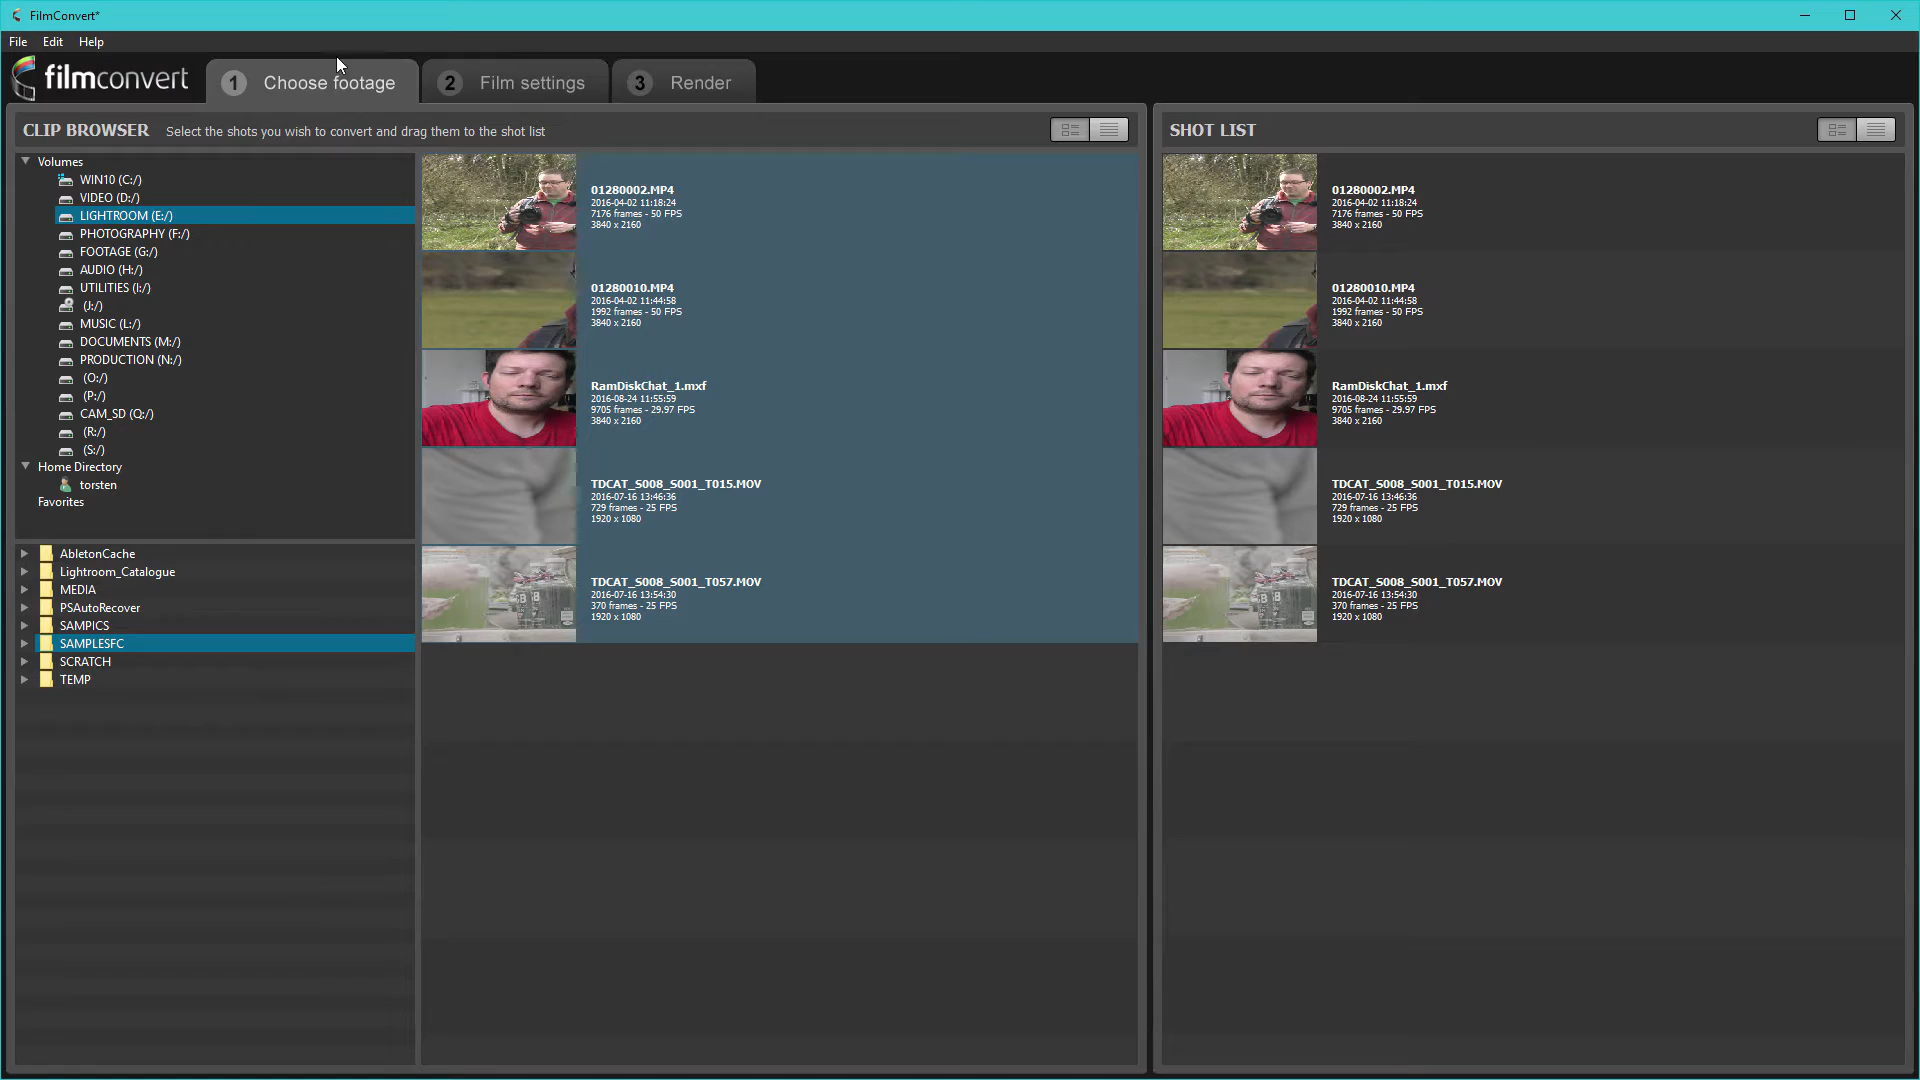 FilmConvert*
File Edit Help
filmconvert
1 Choose footage
2 Film settings
3 Render
CLIP BROWSER Select the shots you wish to convert and drag them to the shot list
Volumes
WIN10 (C:/)
VIDEO (D:/)
LIGHTROOM (E:/)
PHOTOGRAPHY (F:/)
FOOTAGE (G:/)
AUDIO (H:/)
UTILITIES (I:/)
(J:/)
MUSIC (L:/)
DOCUMENTS (M:/)
PRODUCTION (N:/)
(O:/)
(P:/)
CAM_SD (Q:/)
(R:/)
(S:/)
Home Directory
torsten
Favorites
AbletonCache
Lightroom_Catalogue
MEDIA
PSAutoRecover
SAMPICS
SAMPLESFC
SCRATCH
TEMP
01280002.MP4
2016-04-02 11:18:24
7176 frames - 50 FPS
3840 x 2160
01280010.MP4
2016-04-02 11:44:58
1992 frames - 50 FPS
3840 x 2160
RamDiskChat_1.mxf
2016-08-24 11:55:59
9705 frames - 29.97 FPS
3840 x 2160
TDCAT_S008_S001_T015.MOV
2016-07-16 13:46:36
729 frames - 25 FPS
1920 x 1080
TDCAT_S008_S001_T057.MOV
2016-07-16 13:54:30
370 frames - 25 FPS
1920 x 1080
SHOT LIST
01280002.MP4
2016-04-02 11:18:24
7176 frames - 50 FPS
3840 x 2160
01280010.MP4
2016-04-02 11:44:58
1992 frames - 50 FPS
3840 x 2160
RamDiskChat_1.mxf
2016-08-24 11:55:59
9705 frames - 29.97 FPS
3840 x 2160
TDCAT_S008_S001_T015.MOV
2016-07-16 13:46:36
729 frames - 25 FPS
1920 x 1080
TDCAT_S008_S001_T057.MOV
2016-07-16 13:54:30
370 frames - 25 FPS
1920 x 1080